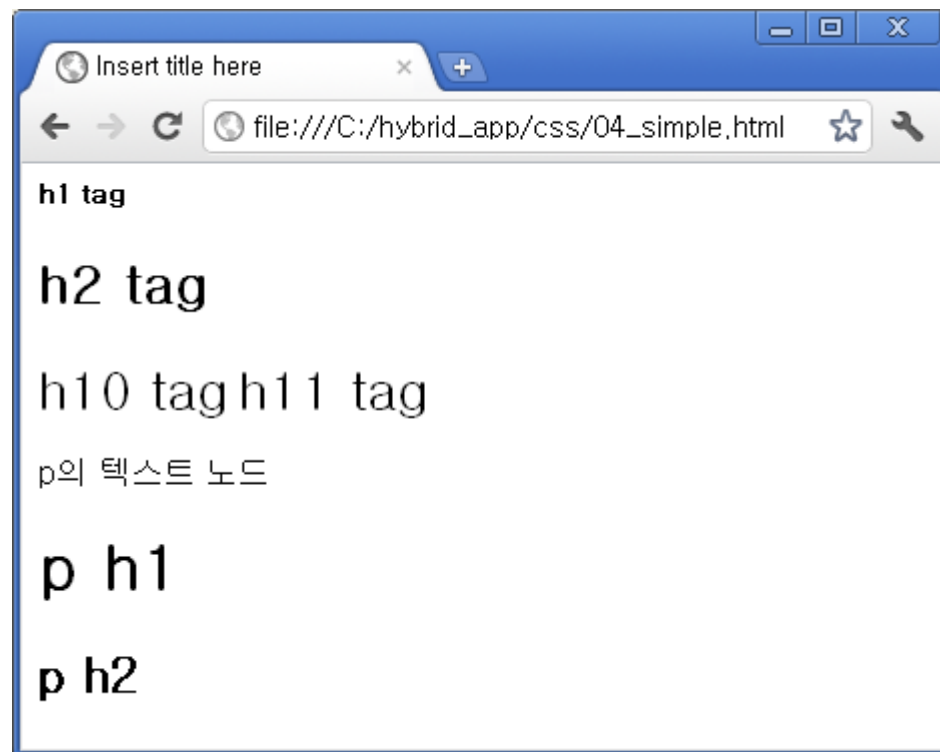 Insert title here
file:///C:/hybrid_app/css/04_simple.html
h1 tag
h2 tag
h10 tag h11 tag
p의 텍스트 노드
p h1
p h2